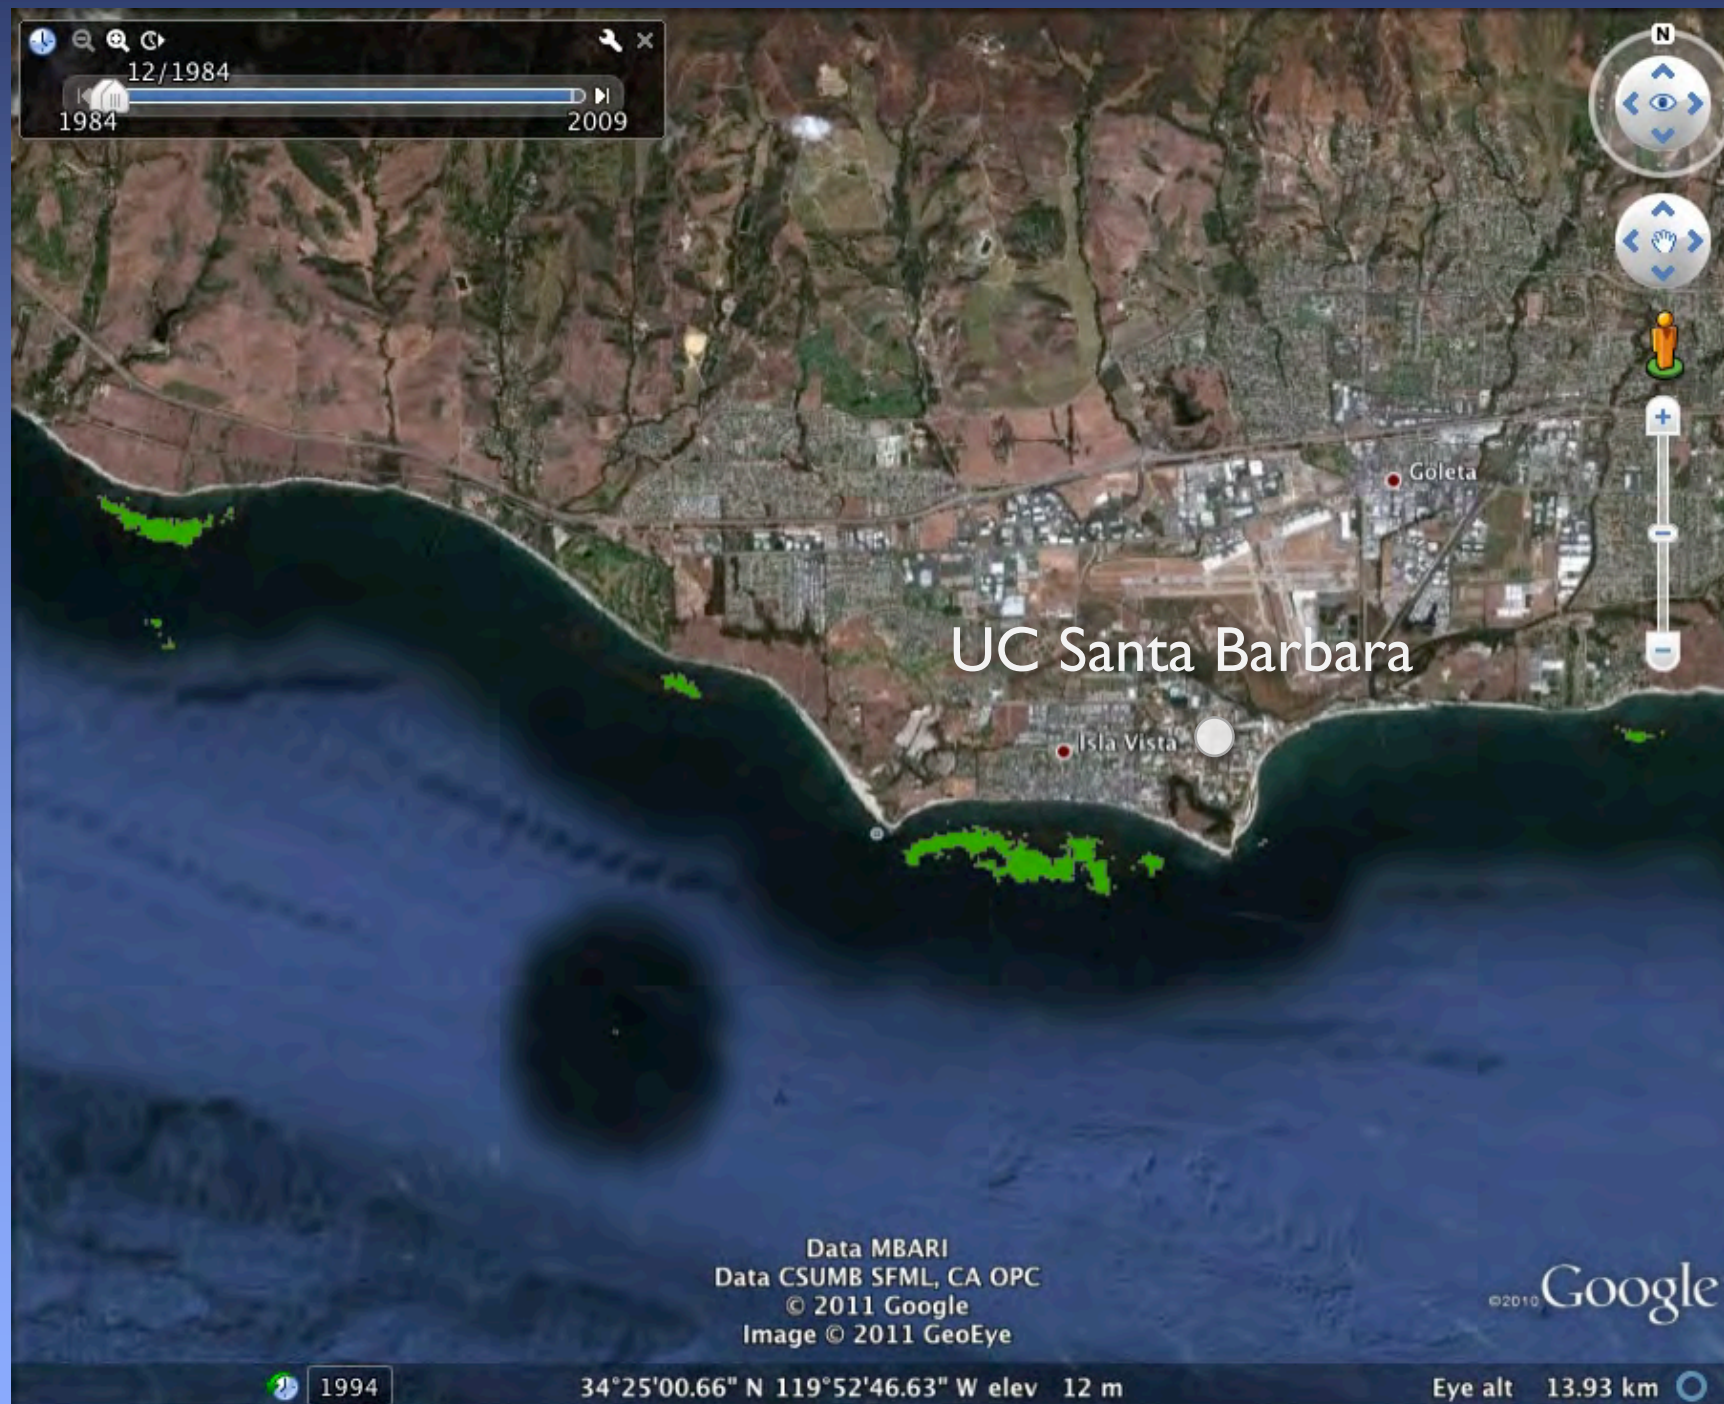 N
12/1984
1984
2009
Goleta
UC Santa Barbara
Isla Vista
Data MBARI
Data CSUMB SFML, CA OPC
© 2011 Google
Image © 2011 GeoEye
©2010 Google
1994
34°25'00.66" N 119°52'46.63" W elev 12 m
Eye alt 13.93 km